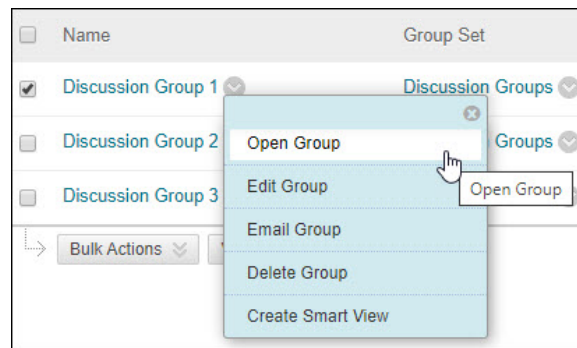 Name Group Set
Discussion Group 1 Discussion Groups
Discussion Group 2 Groups
Discussion Group 3
Open Group
Edit Group
Email Group
Delete Group
Create Smart View
Open Group
Bulk Actions